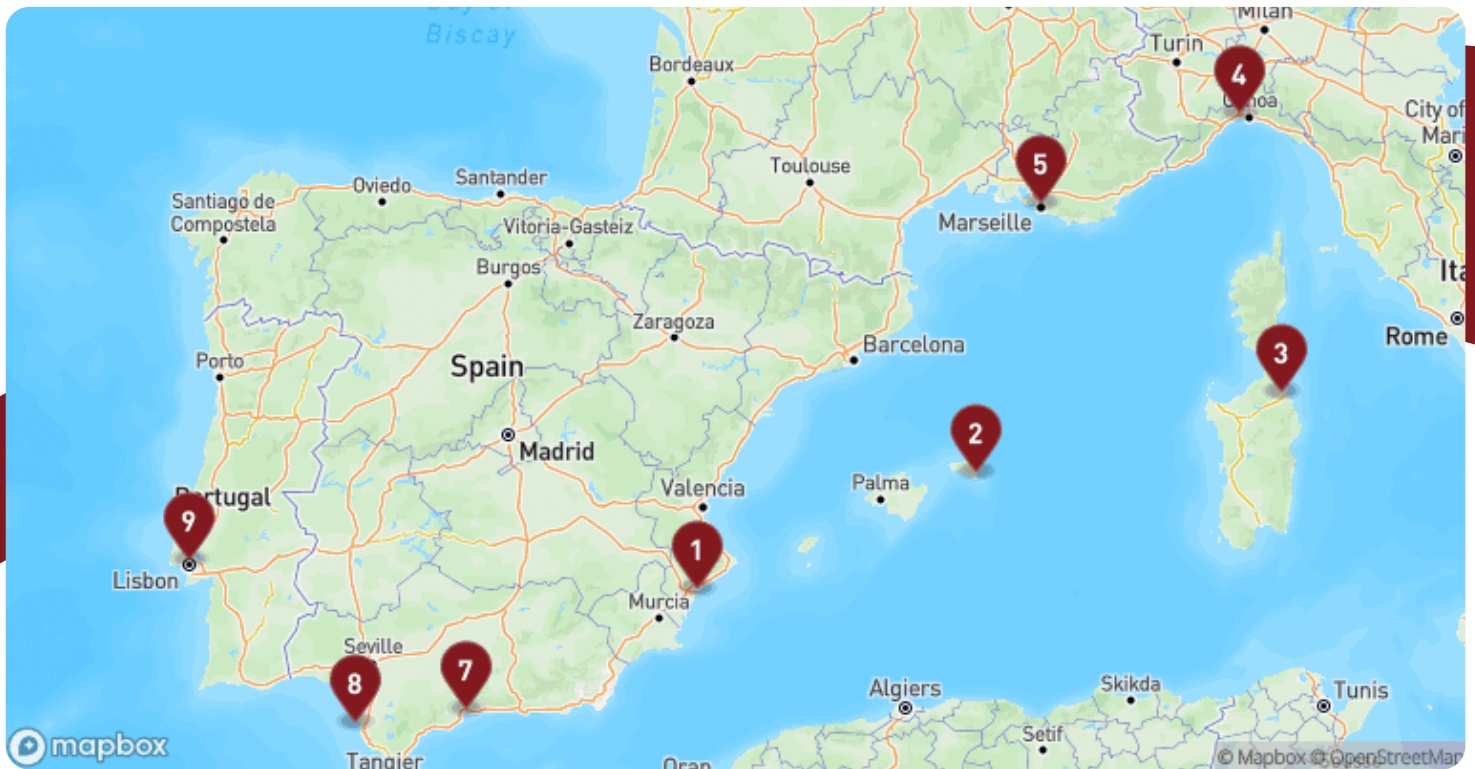 Biscay
Milan
Turin
4
Bordeaux
City of
Mari
5
Toulouse
Oviedo
Santander
Santiago de
Compostela
Marseille
Vitoria-Gasteiz
Burgos
Ita
Zaragoza
Rome
Barcelona
3
Porto
Spain
2
Madrid
Palma
Valencia
Portugal
9
1
Lisbon
Murcia
Seville
7
8
Algiers
Skikda
Tunis
Setif
mapbox
Tangier
Oran
© Mapbox © OpenStreetMap